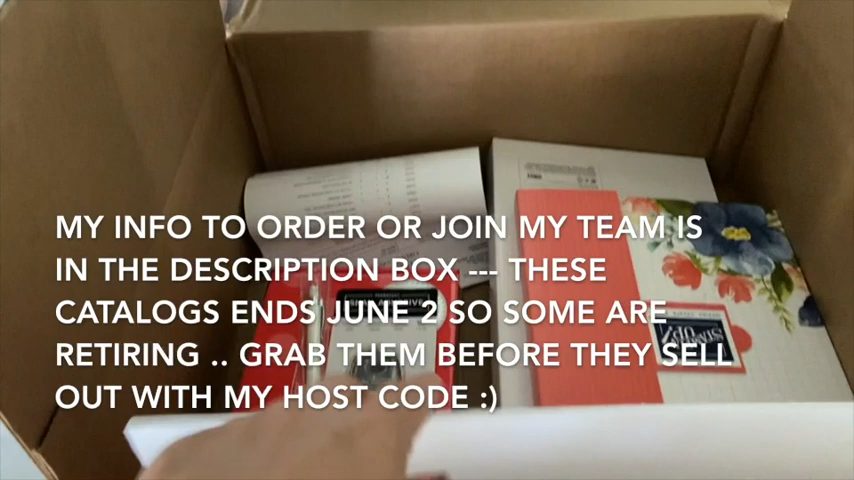 MY INFO TO ORDER OR JOIN MY TEAM IS
IN THE DESCRIPTION BOX --- THESE
CATALOGS ENDS JUNE 2 SO SOME ARE
RETIRING .. GRAB THEM BEFORE THEY SELL
OUT WITH MY HOST CODE :)